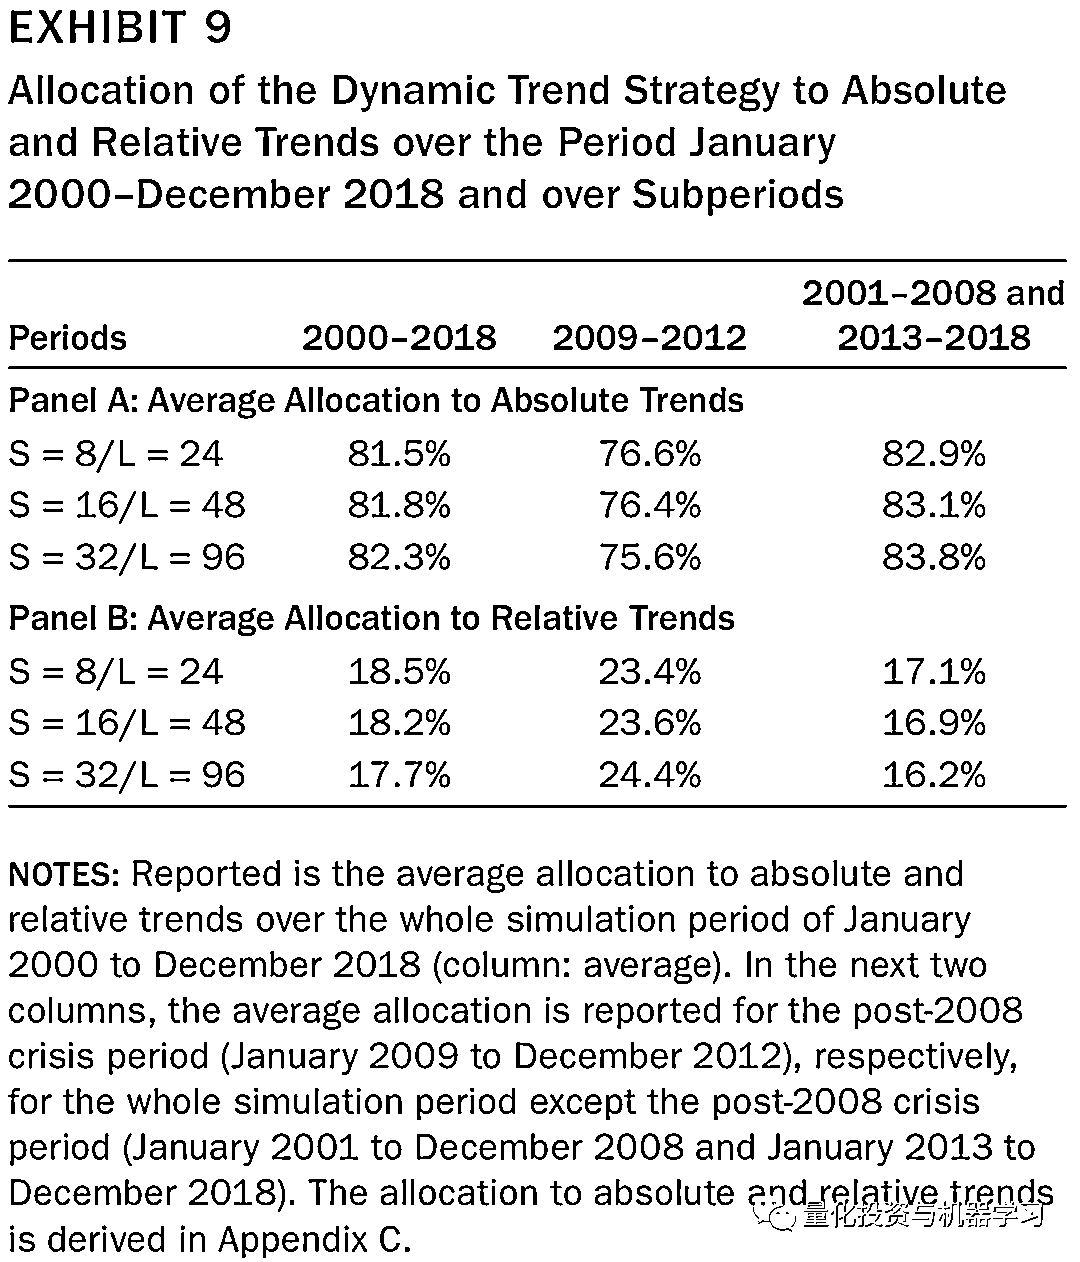 EXHIBIT 9
Allocation of the Dynamic Trend Strategy to Absolute
and Relative Trends over the Period January
2000–December 2018 and over Subperiods
2001–2008 and
Periods 2000–2018 2009–2012 2013–2018
Panel A: Average Allocation to Absolute Trends
S = 8/L = 24 81.5% 76.6% 82.9%
S = 16/L = 48 81.8% 76.4% 83.1%
S = 32/L = 96 82.3% 75.6% 83.8%
Panel B: Average Allocation to Relative Trends
S = 8/L = 24 18.5% 23.4% 17.1%
S = 16/L = 48 18.2% 23.6% 16.9%
S = 32/L = 96 17.7% 24.4% 16.2%
NOTES: Reported is the average allocation to absolute and
relative trends over the whole simulation period of January
2000 to December 2018 (column: average). In the next two
columns, the average allocation is reported for the post-2008
crisis period (January 2009 to December 2012), respectively,
for the whole simulation period except the post-2008 crisis
period (January 2001 to December 2008 and January 2013 to
December 2018). The allocation to absolute and relative trends
is derived in Appendix C.
量化投资与机器学习